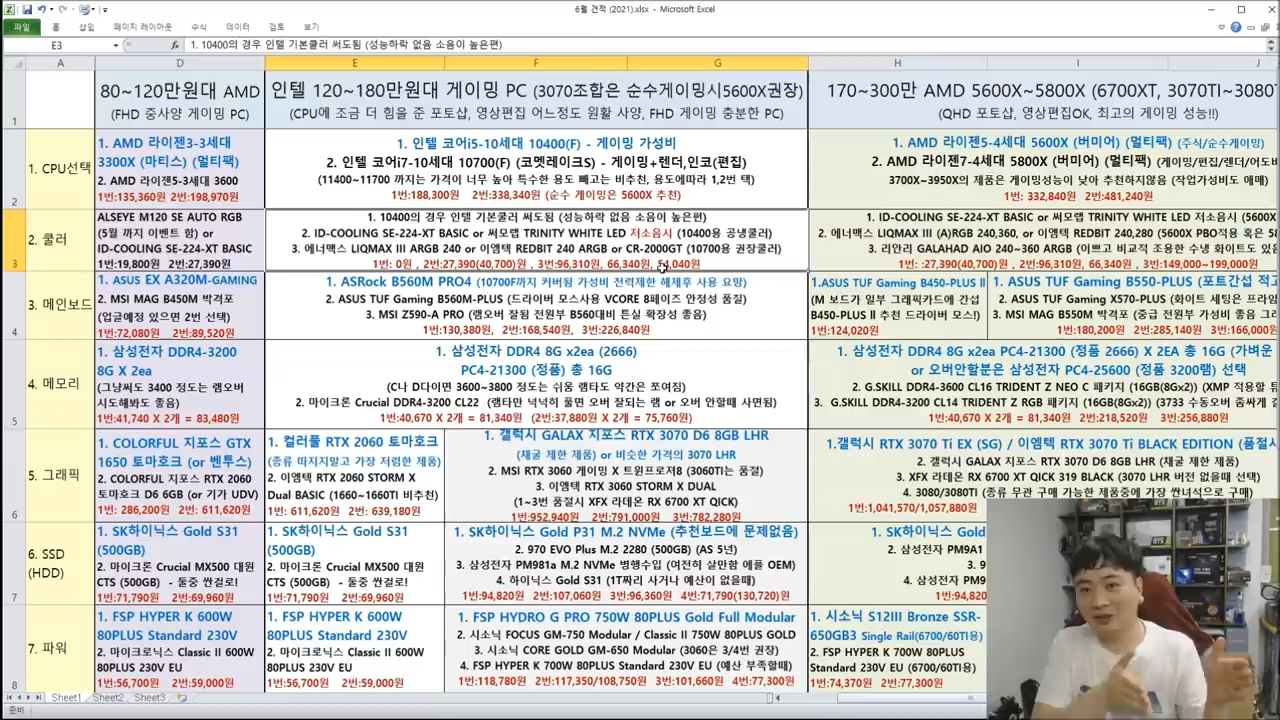 6월 견적 (2021).xlsx - Microsoft Excel
파일 홈 삽입 페이지 레이아웃 수식 데이터 검토 보기
E3 fx 1. 10400의 경우 인텔 기본쿨러 써도됨 (성능하락 없음 소음이 높은편)
A D E F G H I J
1
80~120만원대 AMD
(FHD 중사양 게이밍 PC)
인텔 120~180만원대 게이밍 PC (3070조합은 순수게이밍시5600X권장)
(CPU에 조금 더 힘을 준 포토샵, 영상편집 어느정도 원활 사양, FHD 게이밍 충분한 PC)
170~300만 AMD 5600X~5800X (6700XT, 3070TI~3080
(QHD 포토샵, 영상편집OK, 최고의 게이밍 성능!!)
2
1. CPU선택
1. AMD 라이젠3-3세대
3300X (마티스) (멀티팩)
2. AMD 라이젠5-3세대 3600
1번:135,360원 2번:198,970원
1. 인텔 코어i5-10세대 10400(F) - 게이밍 가성비
2. 인텔 코어i7-10세대 10700(F) (코멧레이크S) - 게이밍+렌더,인코(편집)
(11400~11700 까지는 가격이 너무 높아 특수한 용도 빼고는 비추천, 용도에따라 1,2번 택)
1번:188,300원 2번:338,340원 (순수 게이밍은 5600X 추천)
1. AMD 라이젠5-4세대 5600X (버미어) (멀티팩) (주식/순수게이밍)
2. AMD 라이젠7-4세대 5800X (버미어) (멀티팩) (게이밍/편집/렌더/어도비
3700X~3950X의 제품은 게이밍성능이 낮아 추천하지않음 (작업가성비도 애매)
1번: 332,840원 2번:481,240원
3
2. 쿨러
ALSEYE M120 SE AUTO RGB
(5월 까지 이벤트 함) or
ID-COOLING SE-224-XT BASIC
1번:19,800원 2번:27,390원
1. 10400의 경우 인텔 기본쿨러 써도됨 (성능하락 없음 소음이 높은편)
2. ID-COOLING SE-224-XT BASIC or 써모랩 TRINITY WHITE LED 저소음시 (10400용 공냉쿨러)
3. 에너맥스 LIQMAX III ARGB 240 or 이엠텍 REDBIT 240 ARGB or CR-2000GT (10700용 권장쿨러)
1번: 0원 , 2번:27,390(40,700)원 , 3번:96,310원, 66,340원, 54,040원
1. ID-COOLING SE-224-XT BASIC or 써모랩 TRINITY WHITE LED 저소음시 (5600X
2. 에너맥스 LIQMAX III (A)RGB 240,360, or 이엠텍 REDBIT 240,280 (5600X PBO적용 혹은 5
3. 리안리 GALAHAD AIO 240~360 ARGB (이쁘고 비교적 조용한 수냉 화이트도 있
1번: :27,390(40,700)원 , 2번:96,310원, 66,340원, 3번:149,000~199,000원
4
3. 메인보드
1. ASUS EX A320M-GAMING
2. MSI MAG B450M 박격포
(업글예정 있으면 2번 선택)
1번:72,080원 2번:89,520원
1. ASRock B560M PRO4 (10700F까지 커버됨 가성비 전력제한 해제후 사용 요망)
2. ASUS TUF Gaming B560M-PLUS (드라이버 모스사용 VCORE 8페이즈 안정성 품질)
3. MSI Z590-A PRO (램오버 잘됨 전원부 B560대비 튼실 확장성 좋음)
1번:130,380원, 2번:168,540원, 3번:226,840원
1.ASUS TUF Gaming B450-PLUS II
(M 보드가 일부 그래픽카드에 간섭
B450-PLUS II 추천 드라이버 모스!)
1번:124,020원
1. ASUS TUF Gaming B550-PLUS (포트간섭 적고
2. ASUS TUF Gaming X570-PLUS (화이트 세팅은 프라임
3. MSI MAG B550M 박격포 (중급 전원부 가성비 좋음 그
1번:180,200원 2번:285,140원 3번:166,000원
5
4. 메모리
1. 삼성전자 DDR4-3200
8G X 2ea
(그냥써도 3400 정도는 램오버
시도해봐도 좋음)
1번:41,740 X 2개 = 83,480원
1. 삼성전자 DDR4 8G x2ea (2666)
PC4-21300 (정품) 총 16G
(C나 D다이면 3600~3800 정도는 쉬움 램타도 약간은 쪼여짐)
2. 마이크론 Crucial DDR4-3200 CL22 (램타만 넉넉히 풀면 오버 잘되는 램 or 오버 안할때 사면됨)
1번:40,670 X 2개 = 81,340원 (2번:37,880원 X 2개 = 75,760원)
1. 삼성전자 DDR4 8G x2ea PC4-21300 (정품 2666) X 2EA 총 16G (가벼운
or 오버안할분은 삼성전자 PC4-25600 (정품 3200램) 선택
2. G.SKILL DDR4-3600 CL16 TRIDENT Z NEO C 패키지 (16GB(8Gx2)) (XMP 적용할 분
3. G.SKILL DDR4-3200 CL14 TRIDENT Z RGB 패키지 (16GB(8Gx2)) (3733 수동오버 좀싸게
1번:40,670 X 2개 = 81,340원 2번:218,520원 3번:256,880원
6
5. 그래픽
1. COLORFUL 지포스 GTX
1650 토마호크 (or 벤투스)
2. COLORFUL 지포스 RTX 2060
토마호크 D6 6GB (or 기가 UDV)
1번: 286,200원 2번: 611,620원
1. 컬러풀 RTX 2060 토마호크
(종류 따지지말고 가장 저렴한 제품)
2. 이엠텍 RTX 2060 STORM X
Dual BASIC (1660~1660TI 비추천)
1번: 611,620원 2번: 639,180원
1. 갤럭시 GALAX 지포스 RTX 3070 D6 8GB LHR
(채굴 제한 제품) or 비슷한 가격의 3070 LHR
2. MSI RTX 3060 게이밍 X 트윈프로져8 (3060TI는 품절)
3. 이엠텍 RTX 3060 STORM X DUAL
(1~3번 품절시 XFX 라데온 RX 6700 XT QICK)
1번:952,940원 2번:791,000원 3번:782,280원
1.갤럭시 RTX 3070 Ti EX (SG) / 이엠텍 RTX 3070 Ti BLACK EDITION (품절시
2. 갤럭시 GALAX 지포스 RTX 3070 D6 8GB LHR (채굴 제한 제품)
3. XFX 라데온 RX 6700 XT QICK 319 BLACK (3070 LHR 버전 없을때 선택)
4. 3080/3080TI (종류 무관 구매 가능한 제품중에 가장 싼녀석으로 구매)
1번:1,041,570/1,057,880원
7
6. SSD
(HDD)
1. SK하이닉스 Gold S31
(500GB)
2. 마이크론 Crucial MX500 대원
CTS (500GB) - 둘중 싼걸로!
1번:71,790원 2번:69,960원
1. SK하이닉스 Gold S31
(500GB)
2. 마이크론 Crucial MX500 대원
CTS (500GB) - 둘중 싼걸로!
1번:71,790원 2번:69,960원
1. SK하이닉스 Gold P31 M.2 NVMe (추천보드에 문제없음)
2. 970 EVO Plus M.2 2280 (500GB) (AS 5년)
3. 삼성전자 PM981a M.2 NVMe 병행수입 (여전히 살만함 에플 OEM)
4. 하이닉스 Gold S31 (1T짜리 사거나 예산이 없을때)
1번:94,820원 2번:107,060원 3번:96,360원 4번:71,790(130,720)원
1. SK하이닉스 Gold
2. 삼성전자 PM9A1
3. 9
4. 삼성전자 PM9
1번:94,820
8
7. 파워
1. FSP HYPER K 600W
80PLUS Standard 230V
2. 마이크로닉스 Classic II 600W
80PLUS 230V EU
1번:56,700원 2번:59,000원
1. FSP HYPER K 600W
80PLUS Standard 230V
2. 마이크로닉스 Classic II 600W
80PLUS 230V EU
1번:56,700원 2번:59,000원
1. FSP HYDRO G PRO 750W 80PLUS Gold Full Modular
2. 시소닉 FOCUS GM-750 Modular / Classic II 750W 80PLUS GOLD
3. 시소닉 CORE GOLD GM-650 Modular (3060은 3/4번 권장)
4. FSP HYPER K 700W 80PLUS Standard 230V EU (예산 부족할때)
1번:118,780원 2번:117,350/108,750원 3번:101,660원 4번:77,300원
1. 시소닉 S12III Bronze SSR-
650GB3 Single Rail(6700/60TI용)
2. FSP HYPER K 700W 80PLUS
Standard 230V EU (6700/60TI용)
1번:74,370원 2번:77,300원
Sheet1 Sheet2 Sheet3
준비